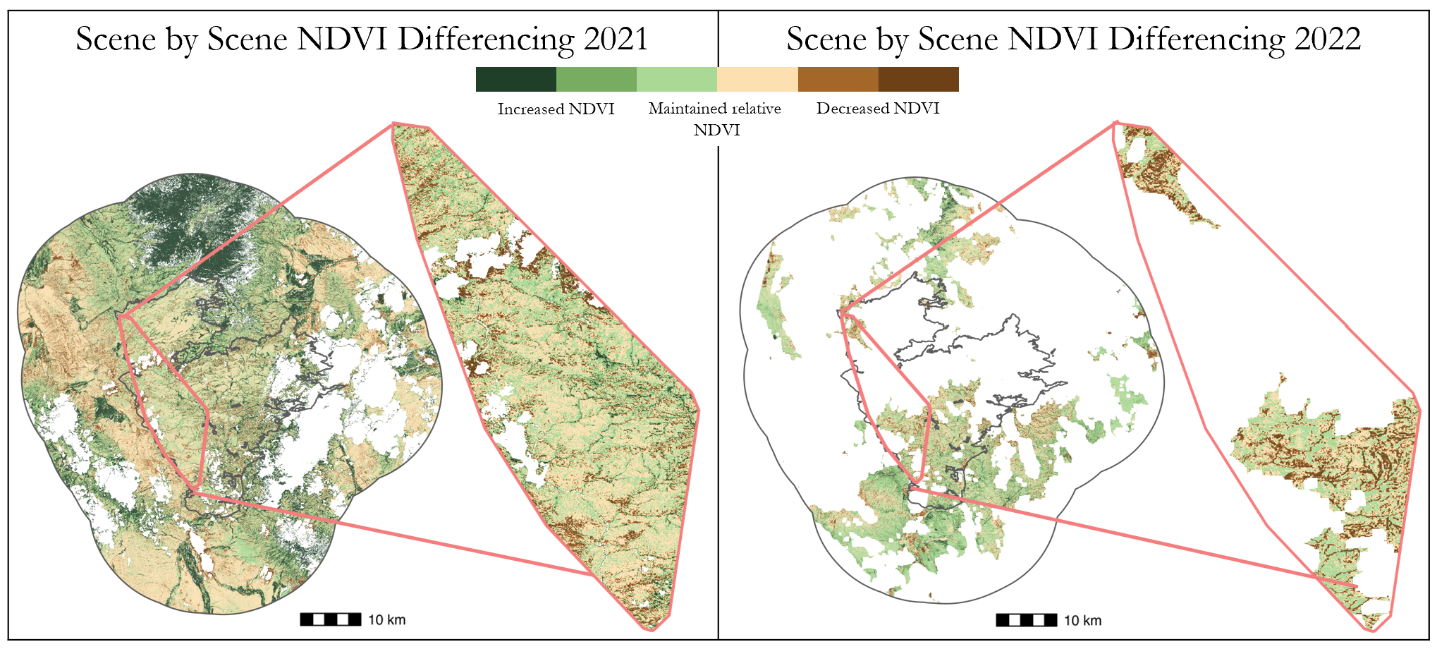 Scene by Scene NDVI Differencing 2021
Scene by Scene NDVI Differencing 2022
Increased NDVI
Maintained relative
NDVI
Decreased NDVI
10 km
10 km